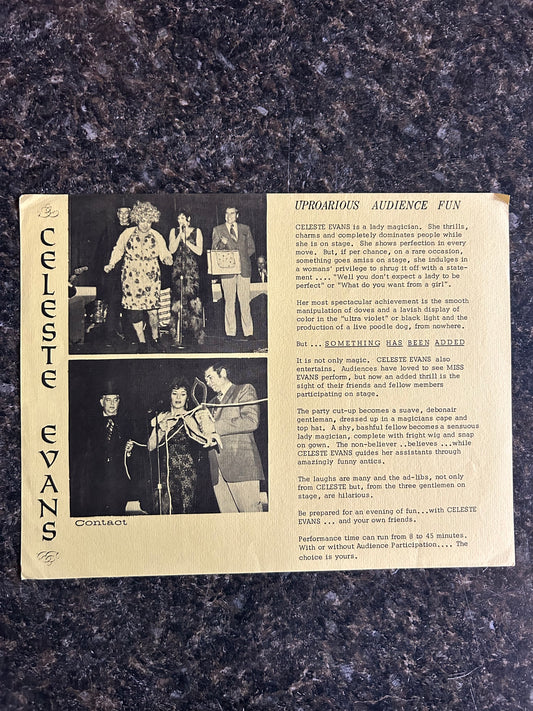 CELESTE EVANS
Contact
UPROARIOUS AUDIENCE FUN
CELESTE EVANS is a lady magician. She thrills,
charms and completely dominates people while
she is on stage. She shows perfection in every
move. But, if per chance, on a rare occasion,
something goes amiss on stage, she indulges in
a womans' privilege to shrug it off with a state-
ment .... "Well you don't expect a lady to be
perfect" or "What do you want from a girl".
Her most spectacular achievement is the smooth
manipulation of doves and a lavish display of
color in the "ultra violet" or black light and the
production of a live poodle dog, from nowhere.
But ... SOMETHING HAS BEEN ADDED
It is not only magic. CELESTE EVANS also
entertains. Audiences have loved to see MISS
EVANS perform, but now an added thrill is the
sight of their friends and fellow members
participating on stage.
The party cut-up becomes a suave, debonair
gentleman, dressed up in a magicians cape and
top hat. A shy, bashful fellow becomes a sensuous
lady magician, complete with fright wig and snap
on gown. The non-believer ..believes ...while
CELESTE EVANS guides her assistants through
amazingly funny antics.
The laughs are many and the ad-libs, not only
from CELESTE but, from the three gentlemen on
stage, are hilarious.
Be prepared for an evening of fun...with CELESTE
EVANS ... and your own friends.
Performance time can run from 8 to 45 minutes.
With or without Audience Participation.... The
choice is yours.